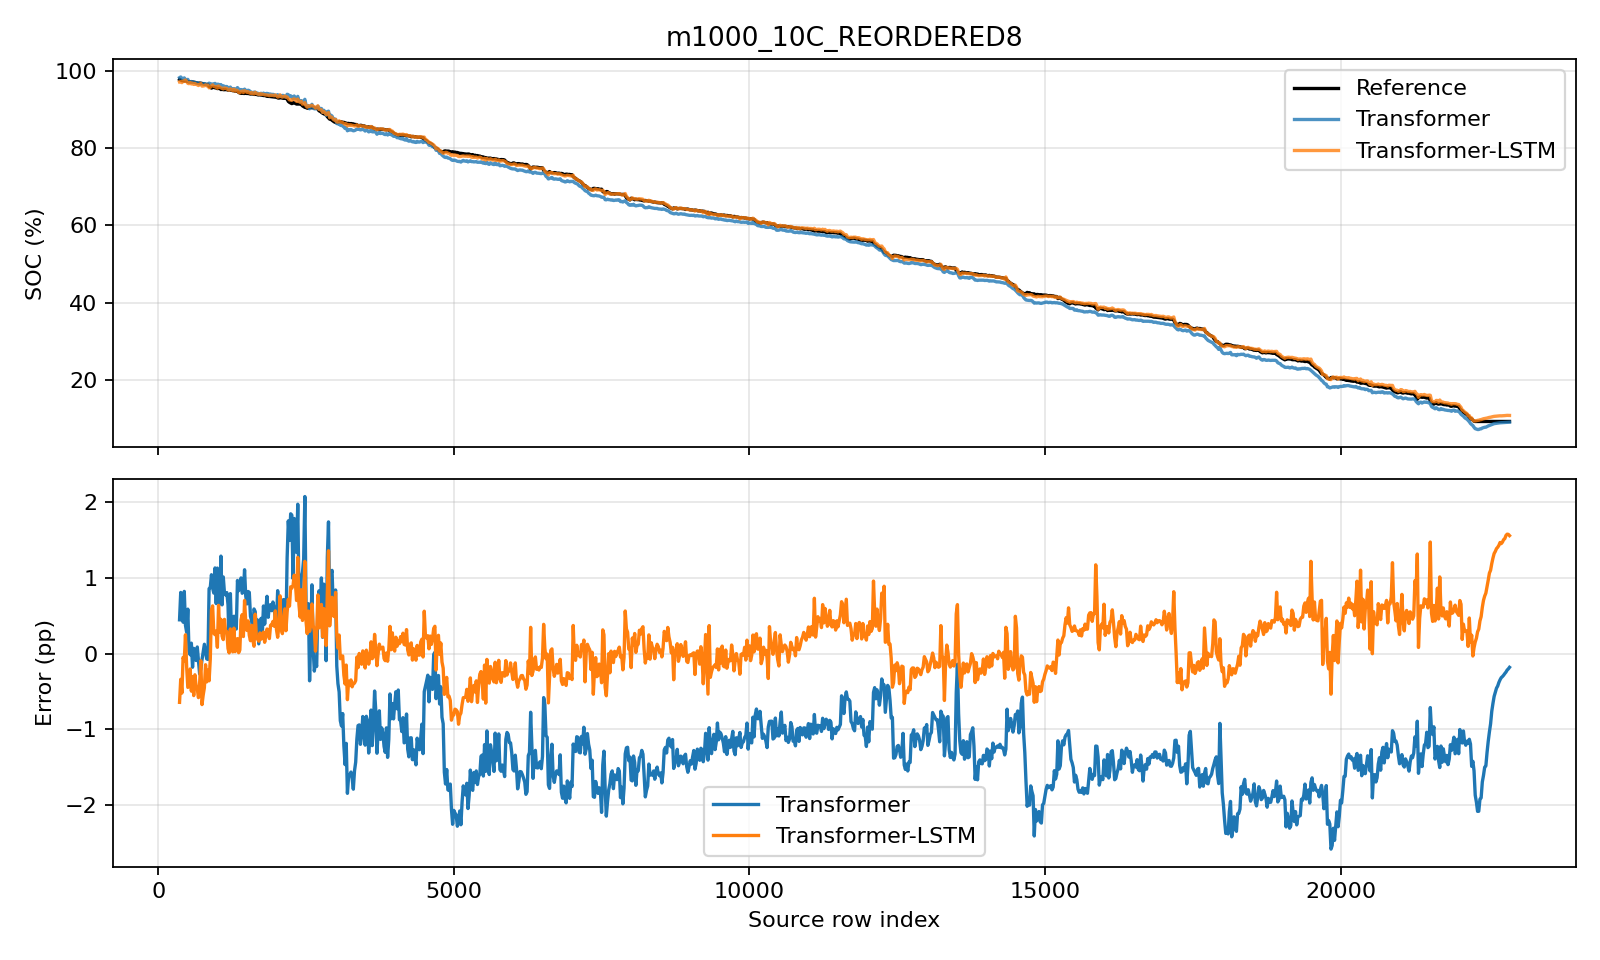 m1000_10C_REORDERED8
100
80
60
40
20
SOC (%)
Reference
Transformer
Transformer-LSTM
2
1
0
−1
−2
Error (pp)
Transformer
Transformer-LSTM
0
5000
10000
15000
20000
Source row index